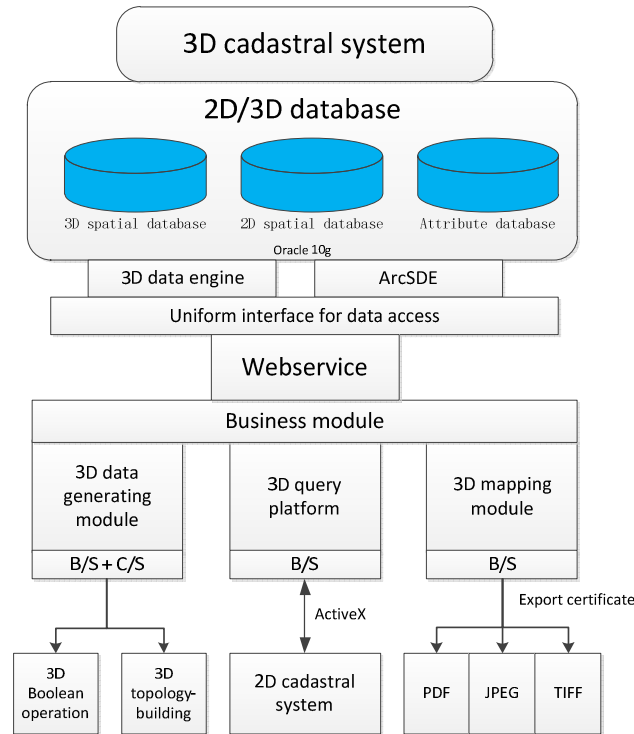 3D cadastral system
2D/3D database
3D spatial database
2D spatial database
Attribute database
Oracle 10g
3D data engine
ArcSDE
Uniform interface for data access
Webservice
Business module
3D data
generating
module
3D query
platform
3D mapping
module
B/S + C/S
B/S
B/S
ActiveX
Export certificate
3D
Boolean
operation
3D
topology-
building
2D cadastral
system
PDF
JPEG
TIFF